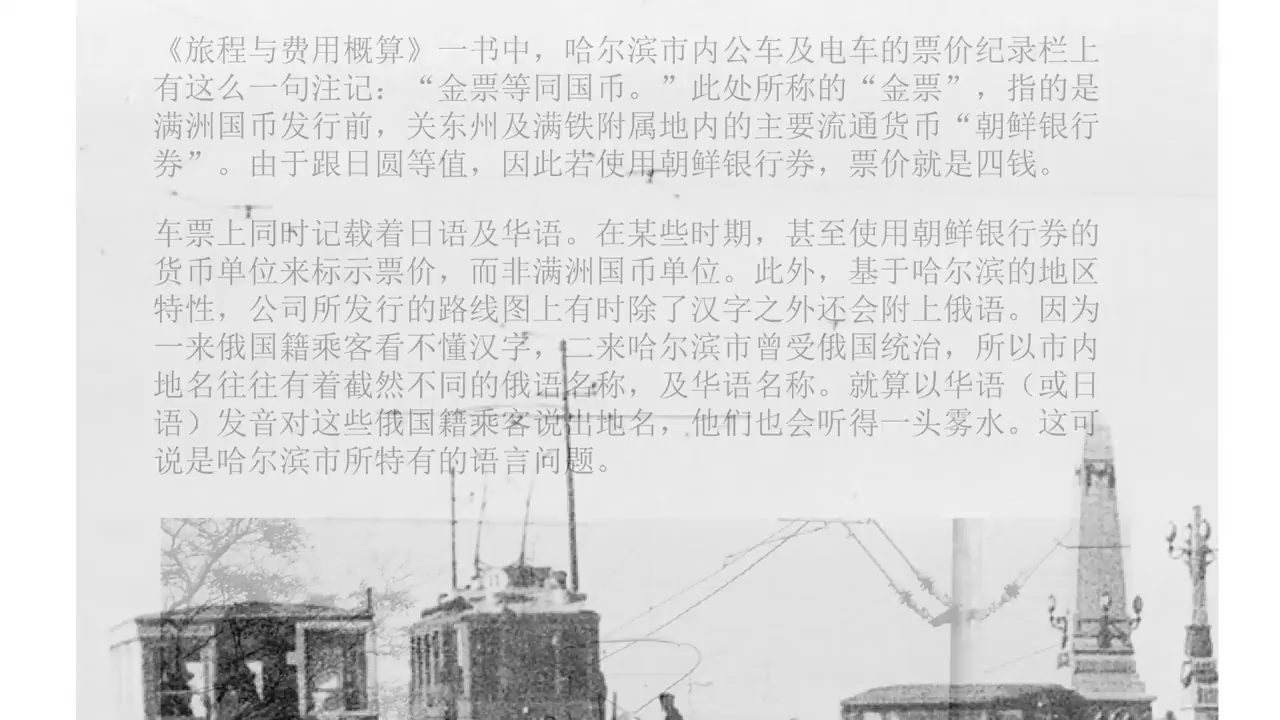 《旅程与费用概算》一书中，哈尔滨市内公车及电车的票价纪录栏上
有这么一句注记：“金票等同国币。”此处所称的“金票”，指的是
满洲国币发行前，关东州及满铁附属地内的主要流通货币“朝鲜银行
券”。由于跟日圆等值，因此若使用朝鲜银行券，票价就是四钱。
车票上同时记载着日语及华语。在某些时期，甚至使用朝鲜银行券的
货币单位来标示票价，而非满洲国币单位。此外，基于哈尔滨的地区
特性，公司所发行的路线图上有时除了汉字之外还会附上俄语。因为
一来俄国籍乘客看不懂汉字，二来哈尔滨市曾受俄国统治，所以市内
地名往往有着截然不同的俄语名称，及华语名称。就算以华语（或日
语）发音对这些俄国籍乘客说出地名，他们也会听得一头雾水。这可
说是哈尔滨市所特有的语言问题。